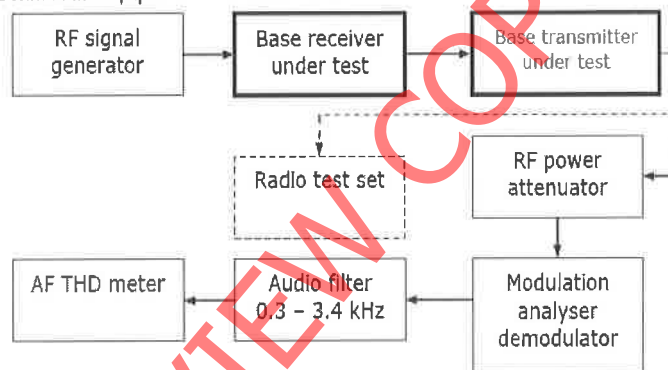 RF signal
generator
Base receiver
under test
Base transmitter
under test
Radio test set
RF power
attenuator
AF THD meter
Audio filter
0.3 – 3.4 kHz
Modulation
analyser
demodulator